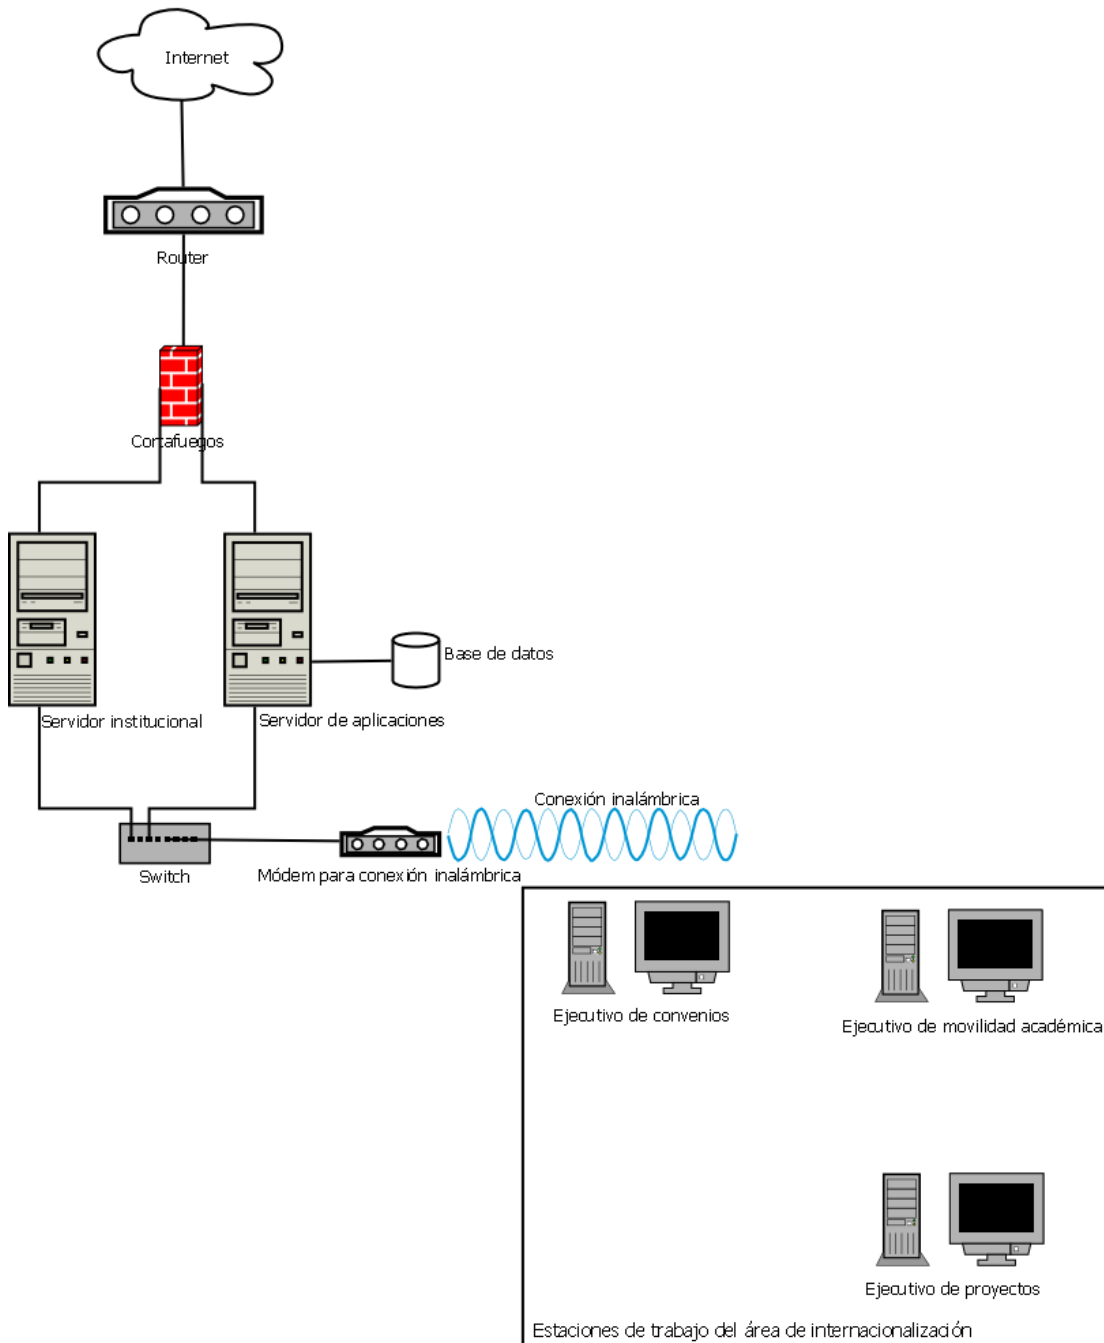 Internet
Router
Cortafuegos
Servidor institucional
Servidor de aplicaciones
Base de datos
Conexión inalámbrica
Switch
Módem para conexión inalámbrica
Ejecutivo de convenios
Ejecutivo de movilidad académica
Ejecutivo de proyectos
Estaciones de trabajo del área de internacionalización